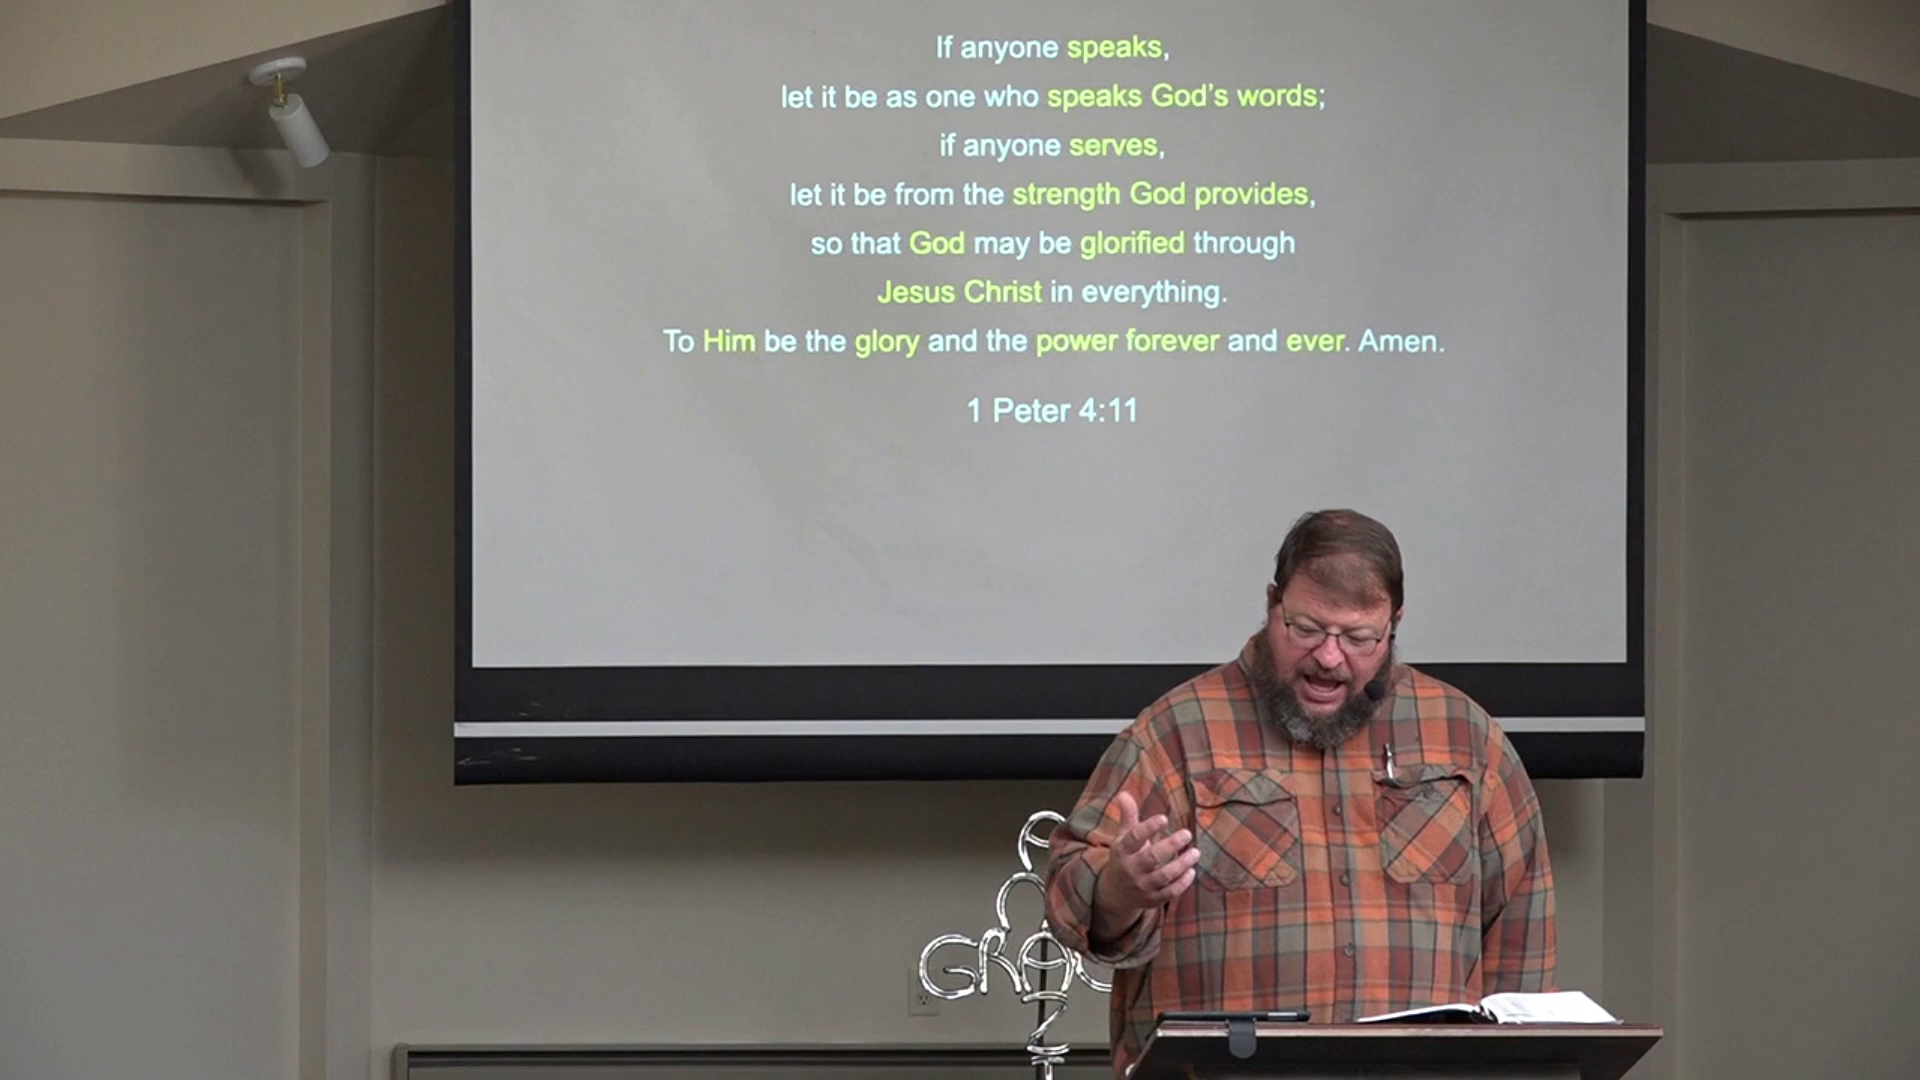 If anyone speaks,
let it be as one who speaks God’s words;
if anyone serves,
let it be from the strength God provides,
so that God may be glorified through
Jesus Christ in everything.
To Him be the glory and the power forever and ever. Amen.
1 Peter 4:11